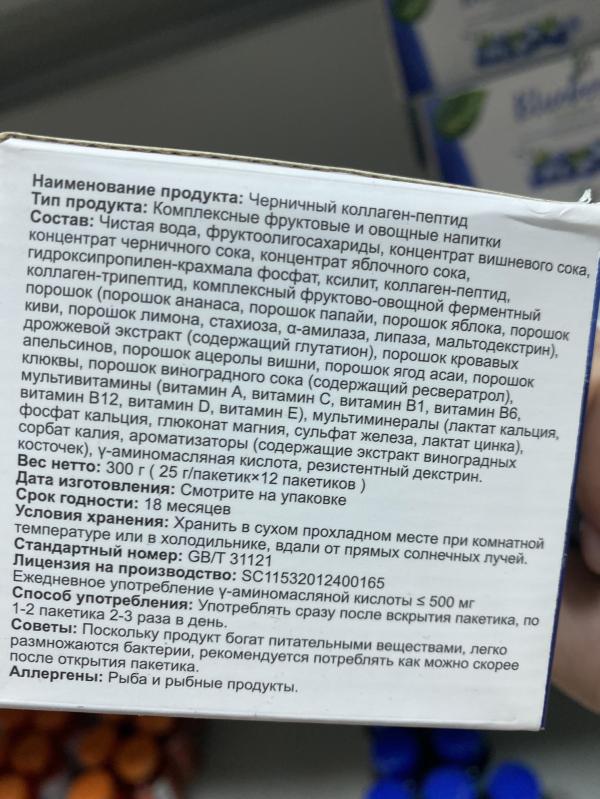 Blueber
Наименование продукта: Черничный коллаген-пептид
Тип продукта: Комплексные фруктовые и овощные напитки
Состав: Чистая вода, фруктоолигосахариды, концентрат вишневого сока,
концентрат черничного сока, концентрат яблочного сока,
гидроксипропилен-крахмала фосфат, ксилит, коллаген-пептид,
коллаген-трипептид, комплексный фруктово-овощной ферментный
порошок (порошок ананаса, порошок папайи, порошок яблока, порошок
киви, порошок лимона, стахиоза, α-амилаза, липаза, мальтодекстрин),
дрожжевой экстракт (содержащий глутатион), порошок кровавых
апельсинов, порошок ацеролы вишни, порошок ягод асаи, порошок
клюквы, порошок виноградного сока (содержащий ресвератрол),
мультивитамины (витамин А, витамин С, витамин В1, витамин В6,
витамин В12, витамин D, витамин Е), мультиминералы (лактат кальция,
фосфат кальция, глюконат магния, сульфат железа, лактат цинка),
сорбат калия, ароматизаторы (содержащие экстракт виноградных
косточек), γ-аминомасляная кислота, резистентный декстрин.
Вес нетто: 300 г ( 25 г/пакетик×12 пакетиков )
Дата изготовления: Смотрите на упаковке
Срок годности: 18 месяцев
Условия хранения: Хранить в сухом прохладном месте при комнатной
температуре или в холодильнике, вдали от прямых солнечных лучей.
Стандартный номер: GB/T 31121
Лицензия на производство: SC11532012400165
Ежедневное употребление γ-аминомасляной кислоты ≤ 500 мг
Способ употребления: Употреблять сразу после вскрытия пакетика, по
1-2 пакетика 2-3 раза в день.
Советы: Поскольку продукт богат питательными веществами, легко
размножаются бактерии, рекомендуется потреблять как можно скорее
после открытия пакетика.
Аллергены: Рыба и рыбные продукты.